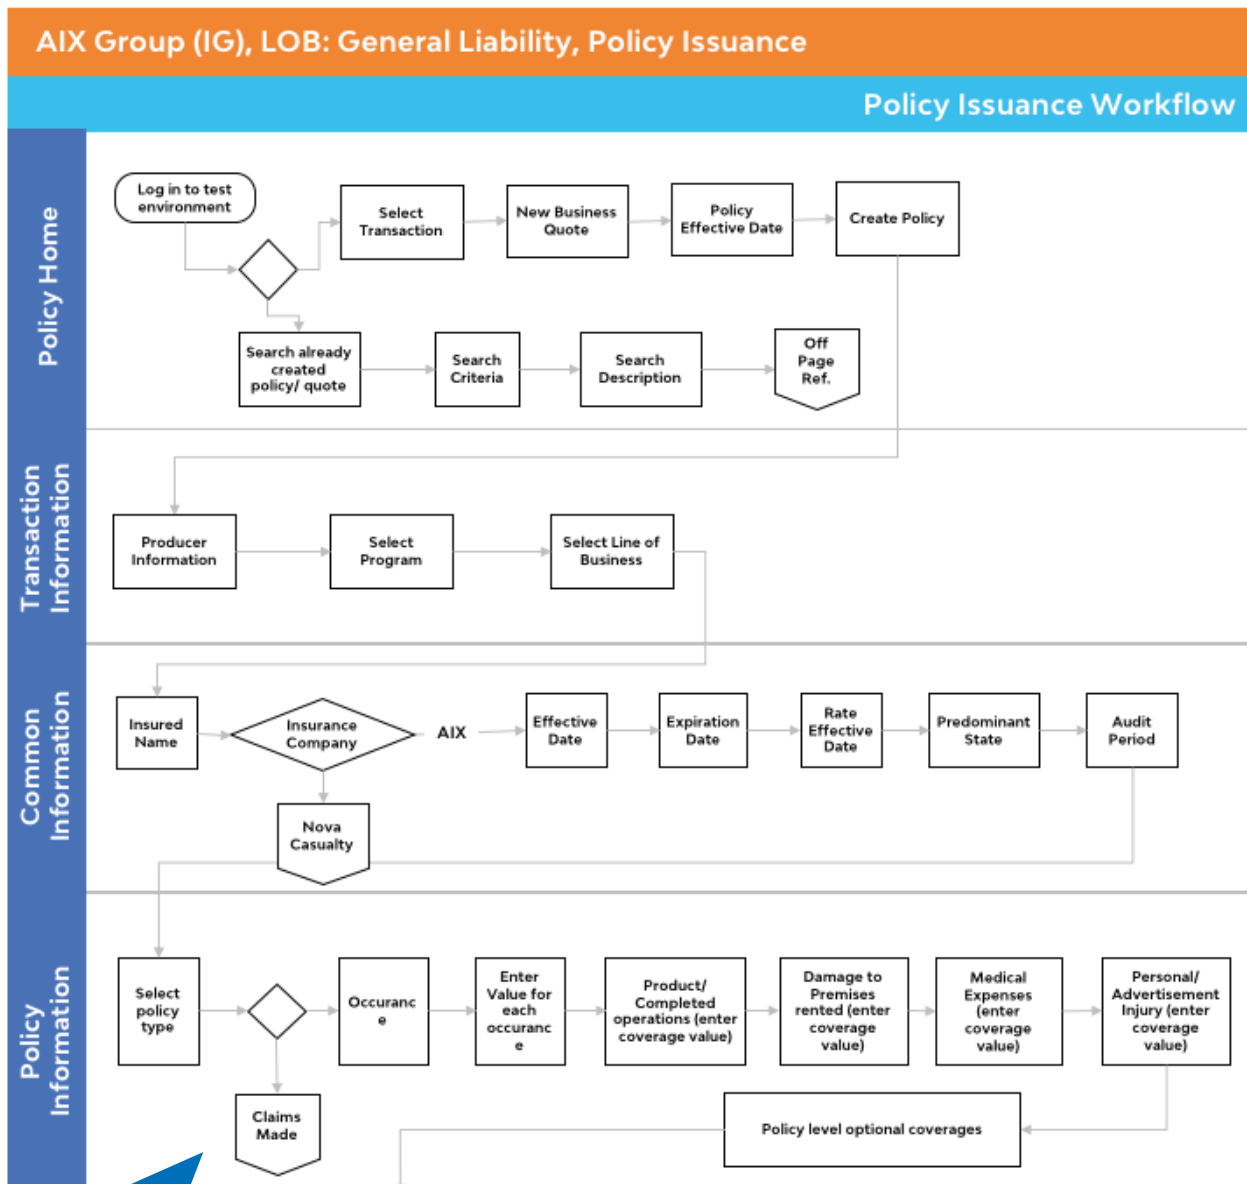 AIX Group (IG), LOB: General Liability, Policy Issuance
Policy Issuance Workflow
Policy Home
Log in to test
environment
Select
Transaction
New Business
Quote
Policy
Effective Date
Create Policy
Search already
created
policy/ quote
Search
Criteria
Search
Description
Off
Page
Ref.
Transaction
Information
Producer
Information
Select
Program
Select Line of
Business
Common
Information
Insured
Name
Insurance
Company
AIX
Effective
Date
Expiration
Date
Rate
Effective
Date
Predominant
State
Audit
Period
Nova
Casualty
Policy
Information
Select
policy
type
Occuranc
e
Enter
Value for
each
occuranc
e
Product/
Completed
operations (enter
coverage value)
Damage to
Premises
rented (enter
coverage
value)
Medical
Expenses
(enter
coverage
value)
Personal/
Advertisement
Injury (enter
coverage
value)
Claims
Made
Policy level optional coverages